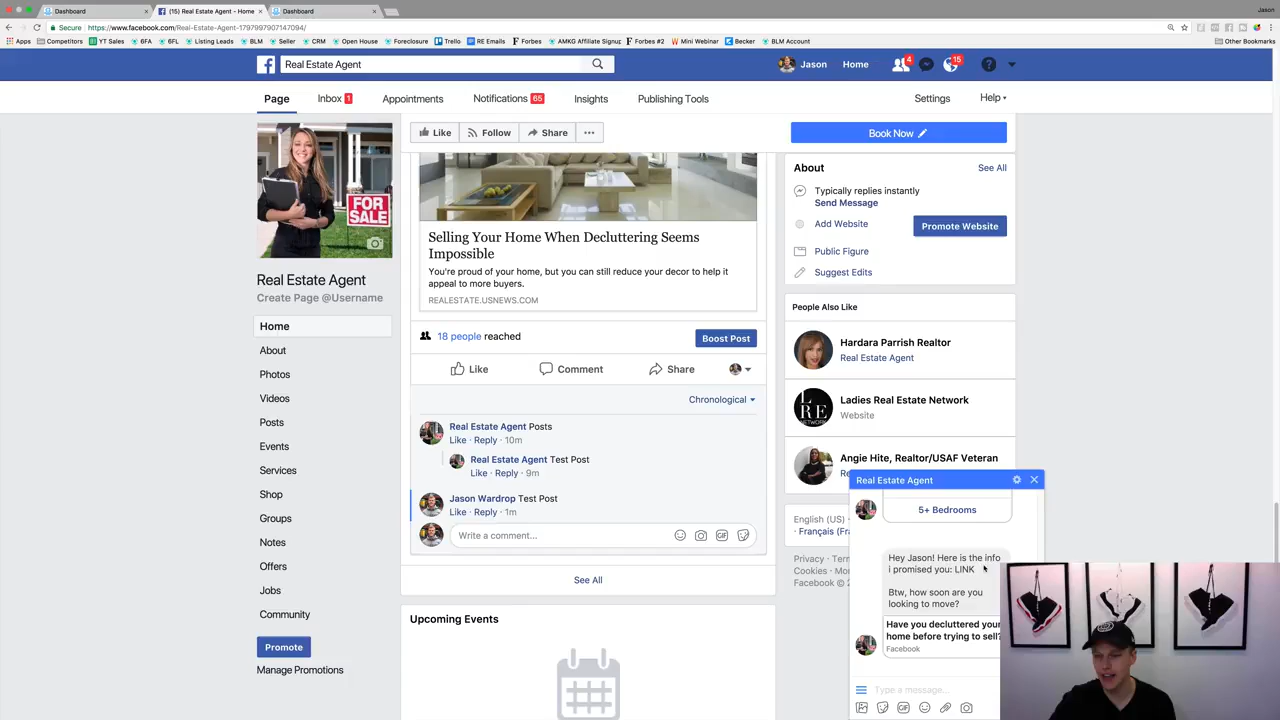 Dashboard
(15) Real Estate Agent - Home
Dashboard
Jason
Secure
https://www.facebook.com/Real-Estate-Agent-1797997907147094/
Apps
Competitors
YT Sales
6FA
6FL
Listing Leads
BLM
Seller
CRM
Open House
Foreclosure
Trello
RE Emails
Forbes
AMKG Affiliate Signup
Forbes #2
Mini Webinar
Becker
BLM Account
Other Bookmarks
Real Estate Agent
Jason
Home
4
15
Page
Inbox 1
Appointments
Notifications 65
Insights
Publishing Tools
Settings
Help
FOR
SALE
Real Estate Agent
Create Page @Username
Home
About
Photos
Videos
Posts
Events
Services
Shop
Groups
Notes
Offers
Jobs
Community
Promote
Manage Promotions
Like
Follow
Share
Book Now
Selling Your Home When Decluttering Seems
Impossible
You're proud of your home, but you can still reduce your decor to help it
appeal to more buyers.
REALESTATE.USNEWS.COM
18 people reached
Boost Post
Like
Comment
Share
Chronological
Real Estate Agent Posts
Like · Reply · 10m
Real Estate Agent Test Post
Like · Reply · 9m
Jason Wardrop Test Post
Like · Reply · 1m
Write a comment...
See All
Upcoming Events
About
See All
Typically replies instantly
Send Message
Add Website
Promote Website
Public Figure
Suggest Edits
People Also Like
Hardara Parrish Realtor
Real Estate Agent
L
R E
NETWORK
Ladies Real Estate Network
Website
Angie Hite, Realtor/USAF Veteran
English (US) ·
Français (Fra
Privacy · Term
Cookies · Mor
Facebook © 2
Real Estate Agent
5+ Bedrooms
Hey Jason! Here is the info
i promised you: LINK
Btw, how soon are you
looking to move?
Have you decluttered your
home before trying to sell?
Facebook
Type a message...